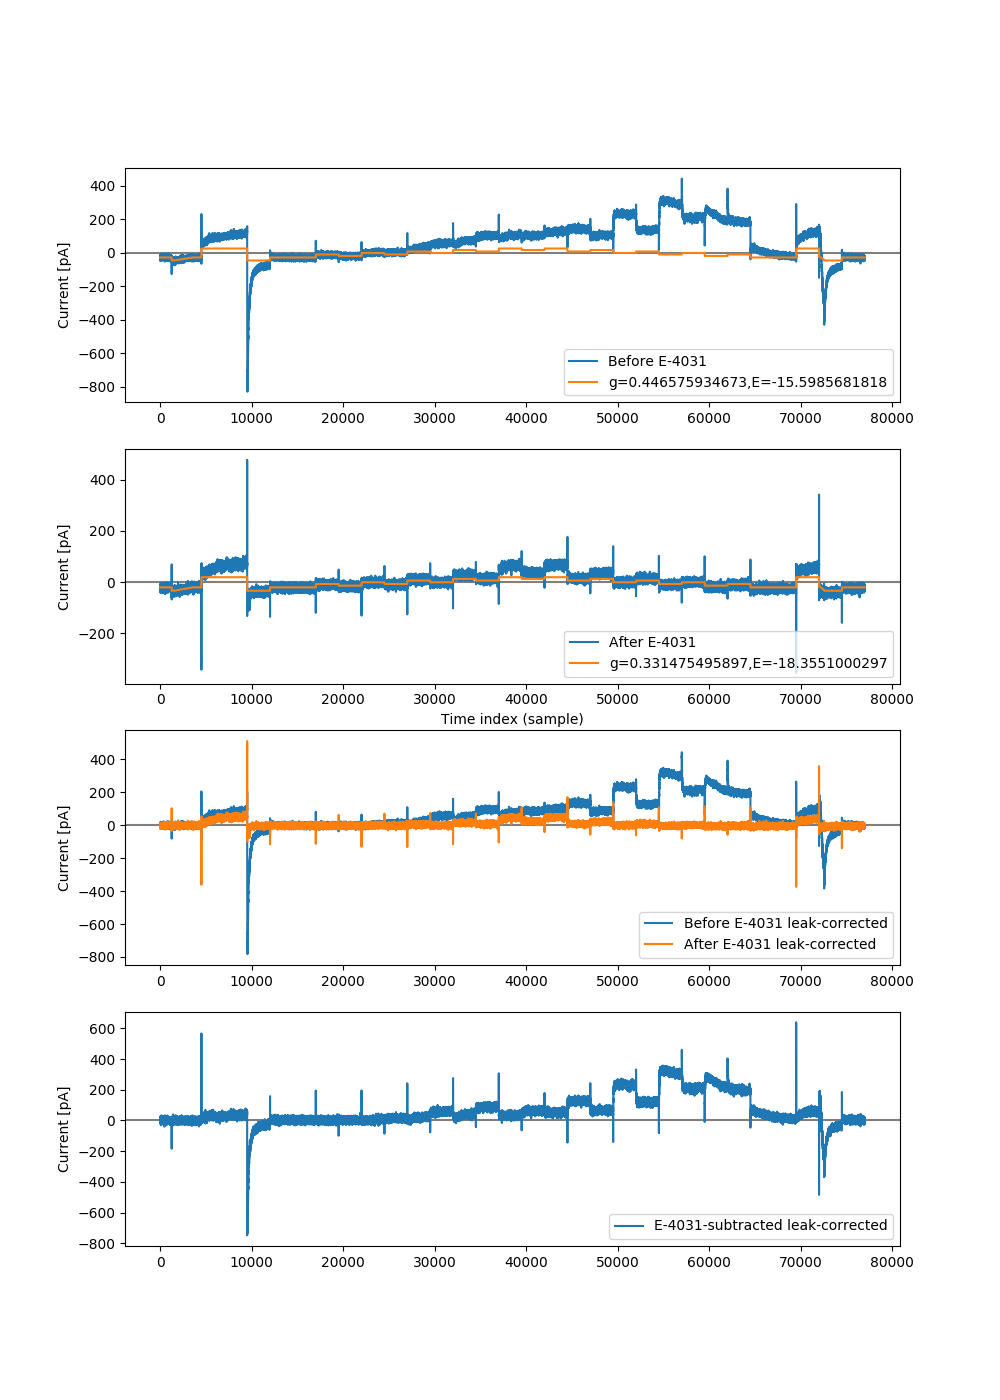 400
200
0
−200
−400
−600
−800
Current [pA]
Before E-4031
g=0.446575934673,E=-15.5985681818
0 10000 20000 30000 40000 50000 60000 70000 80000
400
200
0
−200
Current [pA]
After E-4031
g=0.331475495897,E=-18.3551000297
0 10000 20000 30000 40000 50000 60000 70000 80000
Time index (sample)
400
200
0
−200
−400
−600
−800
Current [pA]
Before E-4031 leak-corrected
After E-4031 leak-corrected
0 10000 20000 30000 40000 50000 60000 70000 80000
600
400
200
0
−200
−400
−600
−800
Current [pA]
E-4031-subtracted leak-corrected
0 10000 20000 30000 40000 50000 60000 70000 80000